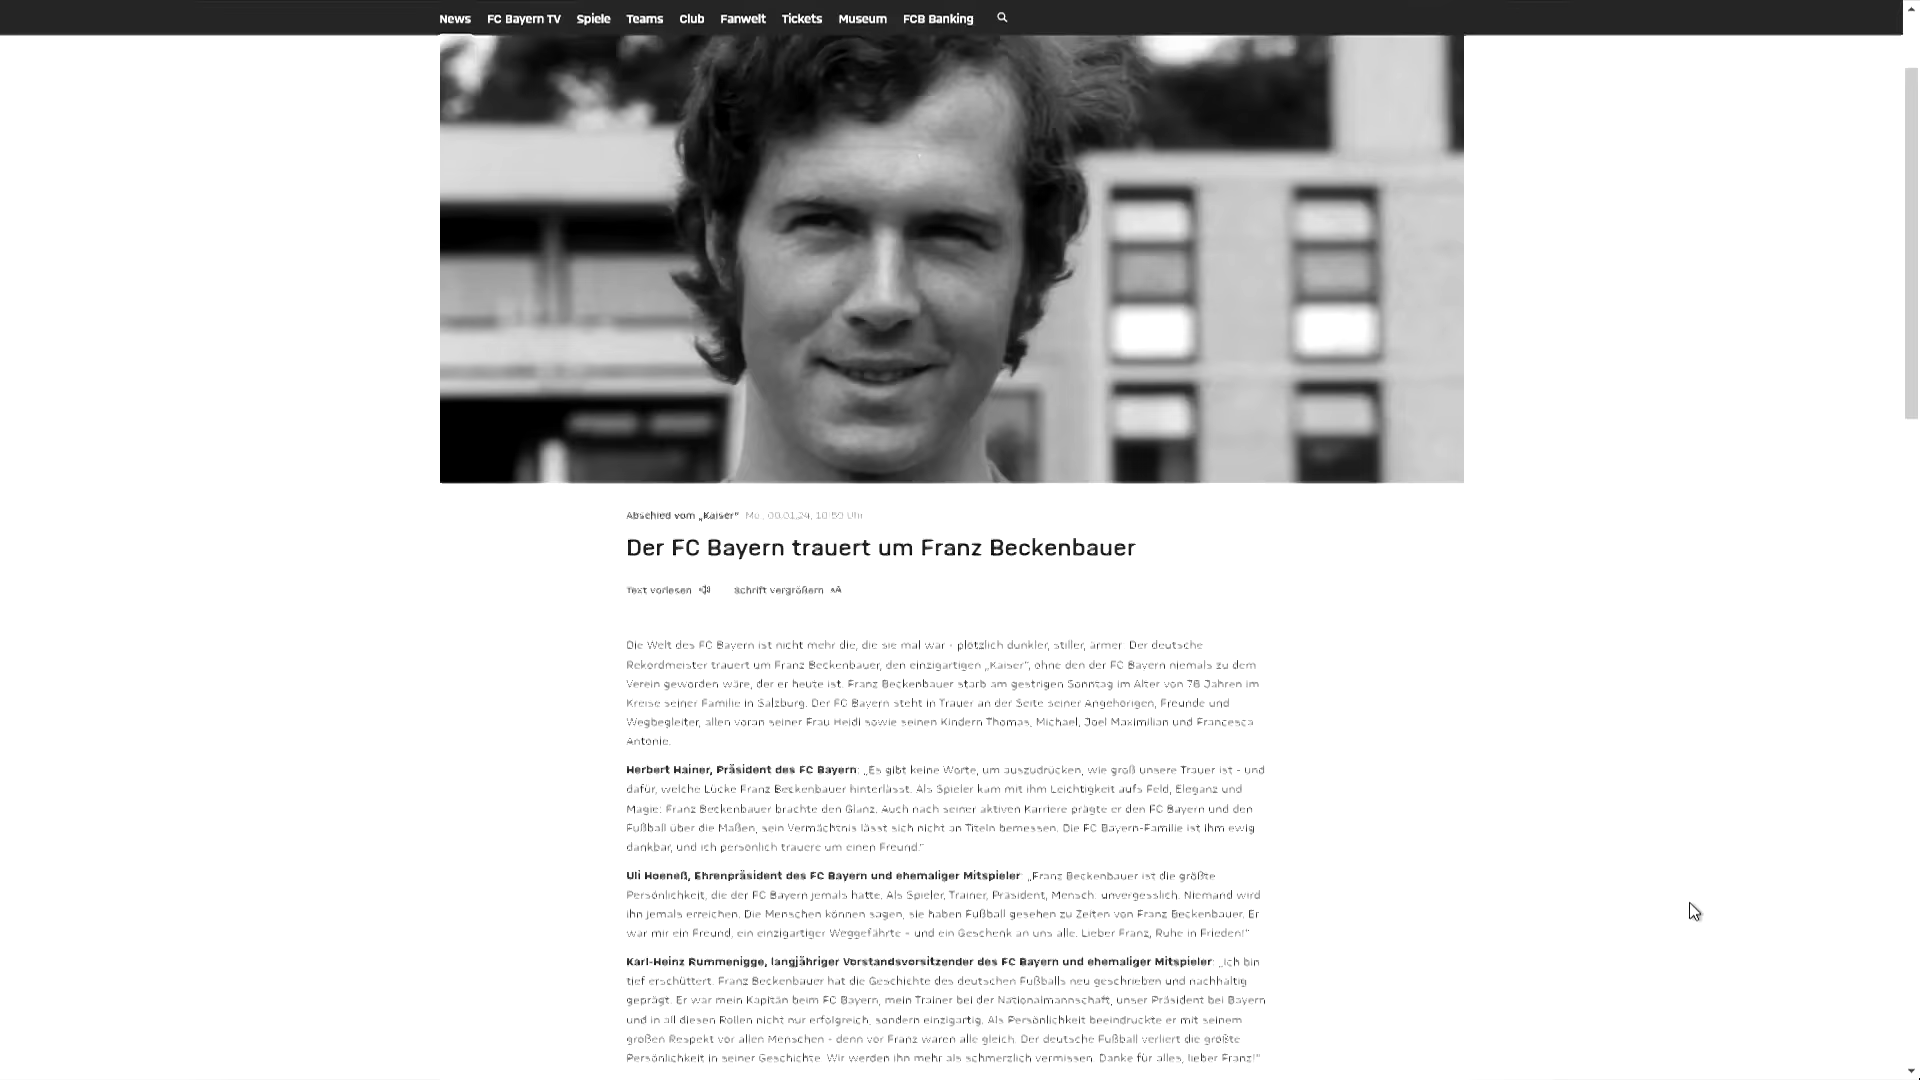 News FC Bayern TV Spiele Teams Club Fanwelt Tickets Museum FCB Banking
Abschied vom „Kaiser“
Der FC Bayern trauert um Franz Beckenbauer
Text vorlesen Schrift vergrößern AA
Die Welt des FC Bayern ist nicht mehr die, die sie mal war - plötzlich dunkler, stiller, ärmer. Der deutsche
Rekordmeister trauert um Franz Beckenbauer, den einzigartigen „Kaiser“, ohne den der FC Bayern niemals zu dem
Verein geworden wäre, der er heute ist. Franz Beckenbauer starb am gestrigen Sonntag im Alter von 78 Jahren im
Kreise seiner Familie in Salzburg. Der FC Bayern steht in Trauer an der Seite seiner Angehörigen, Freunde und
Wegbegleiter, allen voran seiner Frau Heidi sowie seinen Kindern Thomas, Michael, Joel Maximilian und Francesca
Antonie.
Herbert Hainer, Präsident des FC Bayern: „Es gibt keine Worte, um auszudrücken, wie groß unsere Trauer ist - und
dafür, welche Lücke Franz Beckenbauer hinterlässt. Als Spieler kam mit ihm Leichtigkeit aufs Feld, Eleganz und
Magie: Franz Beckenbauer brachte den Glanz. Auch nach seiner aktiven Karriere prägte er den FC Bayern und den
Fußball über die Maßen, sein Vermächtnis lässt sich nicht an Titeln bemessen. Die FC Bayern-Familie ist ihm ewig
dankbar, und ich persönlich trauere um einen Freund.“
Uli Hoeneß, Ehrenpräsident des FC Bayern und ehemaliger Mitspieler: „Franz Beckenbauer ist die größte
Persönlichkeit, die der FC Bayern jemals hatte. Als Spieler, Trainer, Präsident, Mensch: unvergesslich. Niemand wird
ihn jemals erreichen. Die Menschen können sagen, sie haben Fußball gesehen zu Zeiten von Franz Beckenbauer. Er
war mir ein Freund, ein einzigartiger Weggefährte - und ein Geschenk an uns alle. Lieber Franz, Ruhe in Frieden!“
Karl-Heinz Rummenigge, langjähriger Vorstandsvorsitzender des FC Bayern und ehemaliger Mitspieler: „Ich bin
tief erschüttert. Franz Beckenbauer hat die Geschichte des deutschen Fußballs neu geschrieben und nachhaltig
geprägt. Er war mein Kapitän beim FC Bayern, mein Trainer bei der Nationalmannschaft, unser Präsident bei Bayern
und in all diesen Rollen nicht nur erfolgreich, sondern einzigartig. Als Persönlichkeit beeindruckte er mit seinem
großen Respekt vor allen Menschen - denn vor Franz waren alle gleich. Der deutsche Fußball verliert die größte
Persönlichkeit in seiner Geschichte. Wir werden ihn mehr als schmerzlich vermissen. Danke für alles, lieber Franz!“